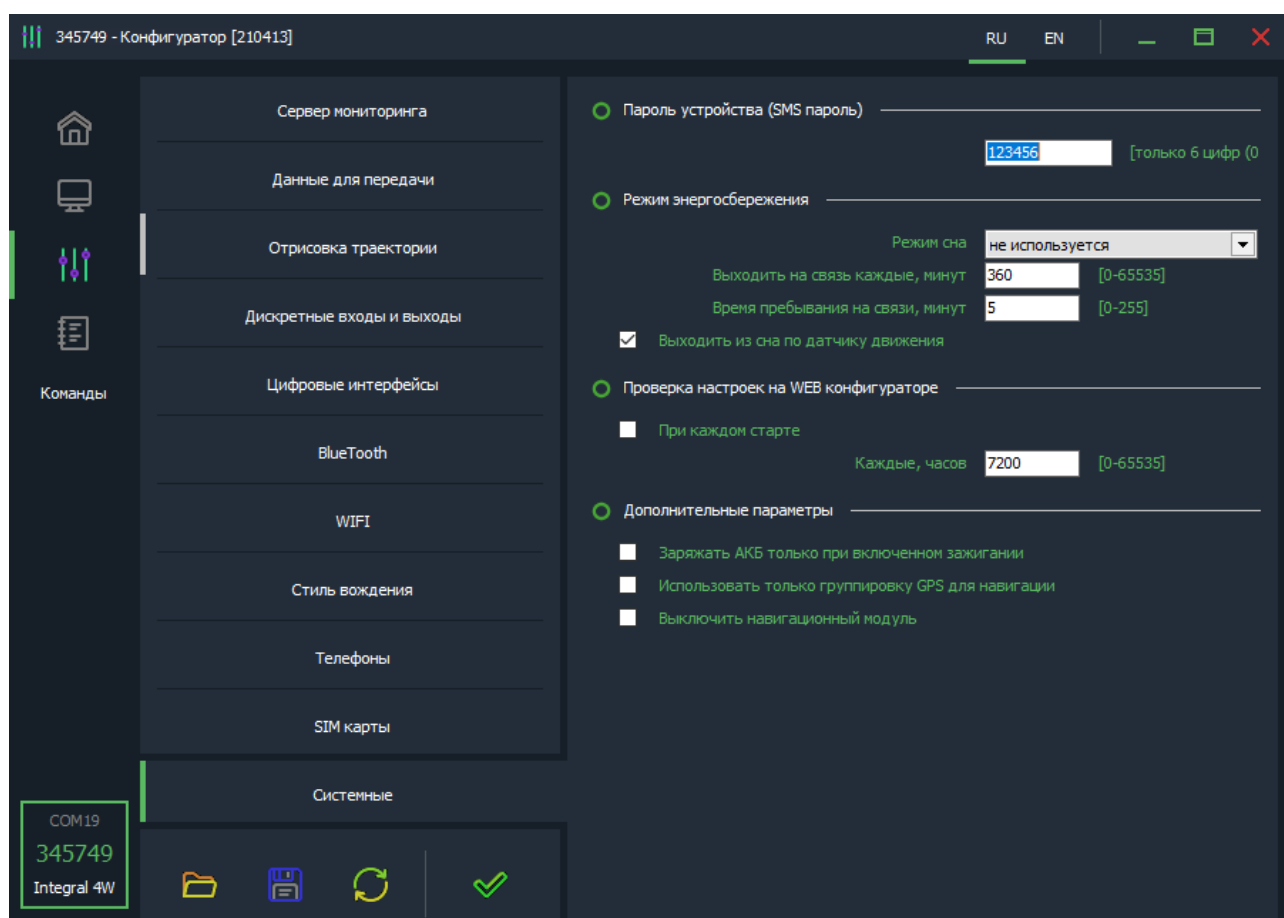 345749 - Конфигуратор [210413]
RU EN
Команды
COM19
345749
Integral 4W
Сервер мониторинга
Данные для передачи
Отрисовка траектории
Дискретные входы и выходы
Цифровые интерфейсы
BlueTooth
WIFI
Стиль вождения
Телефоны
SIM карты
Системные
Пароль устройства (SMS пароль)
123456 [только 6 цифр (0
Режим энергосбережения
Режим сна не используется
Выходить на связь каждые, минут 360 [0-65535]
Время пребывания на связи, минут 5 [0-255]
Выходить из сна по датчику движения
Проверка настроек на WEB конфигураторе
При каждом старте
Каждые, часов 7200 [0-65535]
Дополнительные параметры
Заряжать АКБ только при включенном зажигании
Использовать только группировку GPS для навигации
Выключить навигационный модуль